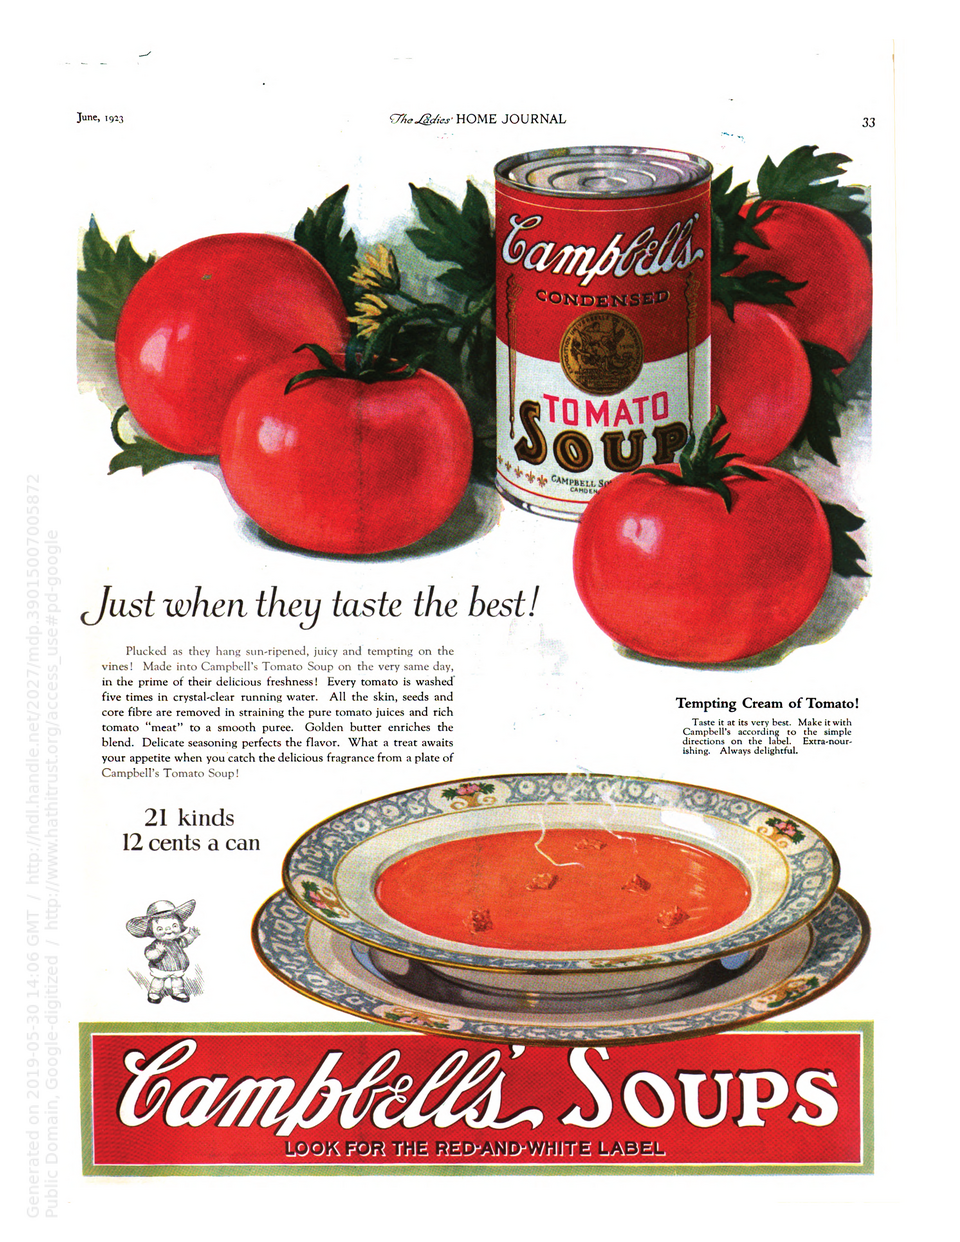 June, 1923
The Ladies' HOME JOURNAL
33
Campbell's
CONDENSED
TOMATO
SOUP
CAMPBELL
Just when they taste the best!
Plucked as they hang sun-ripened, juicy and tempting on the
vines! Made into Campbell's Tomato Soup on the very same day,
in the prime of their delicious freshness! Every tomato is washed
five times in crystal-clear running water. All the skin, seeds and
core fibre are removed in straining the pure tomato juices and rich
tomato "meat" to a smooth puree. Golden butter enriches the
blend. Delicate seasoning perfects the flavor. What a treat awaits
your appetite when you catch the delicious fragrance from a plate of
Campbell's Tomato Soup!
Tempting Cream of Tomato!
Taste it at its very best. Make it with
Campbell's according to the simple
directions on the label. Extra-nour-
ishing. Always delightful.
21 kinds
12 cents a can
Campbell's SOUPS
LOOK FOR THE RED-AND-WHITE LABEL
Generated on 2019-05-30 14:06 GMT / http://hdl.handle.net/2027/mdp.39015007005872
Public Domain, Google-digitized / http://www.hathitrust.org/access_use#pd-google